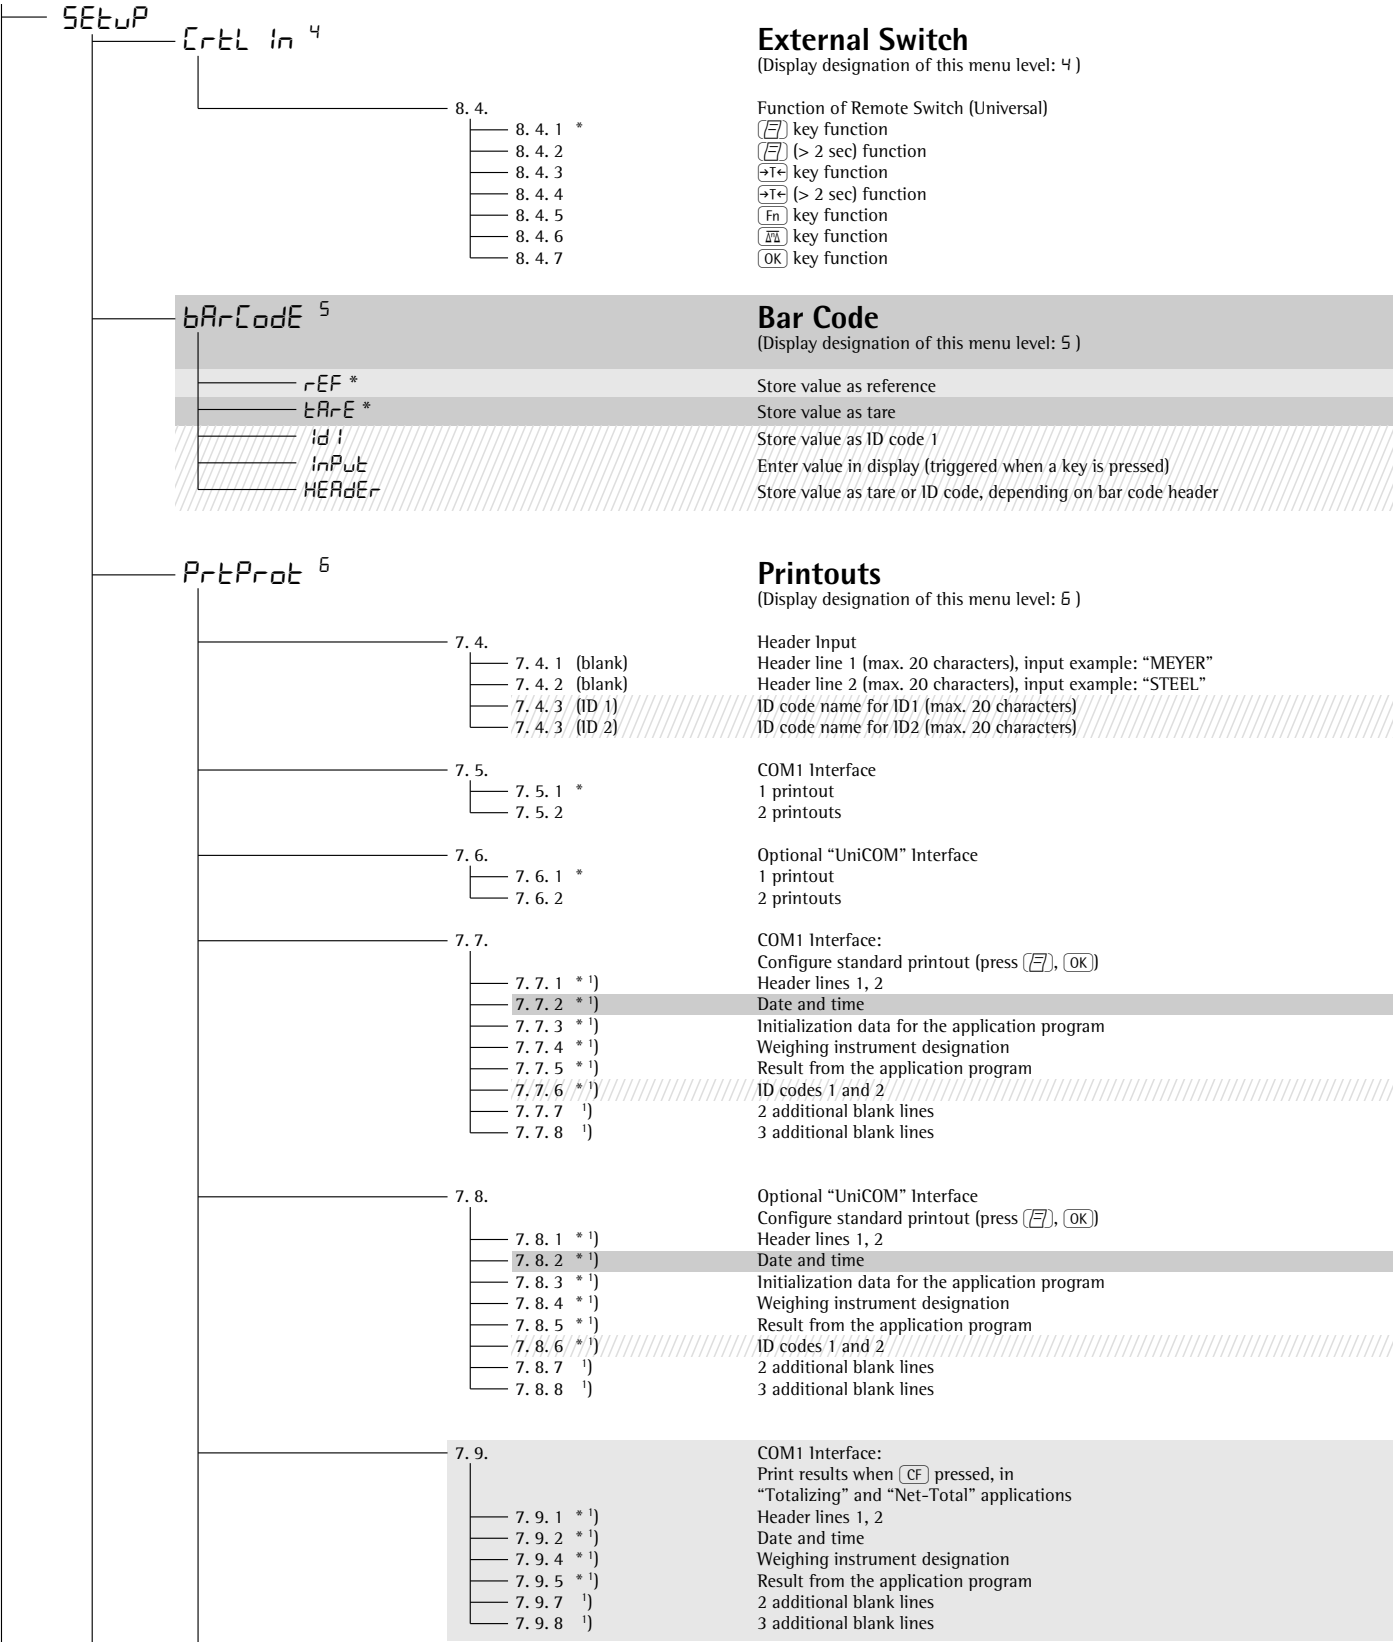 SEtuP
CrtL In 4 External Switch
(Display designation of this menu level: 4 )
8. 4. Function of Remote Switch (Universal)
8. 4. 1 * key function
8. 4. 2 (> 2 sec) function
8. 4. 3 →T← key function
8. 4. 4 →T← (> 2 sec) function
8. 4. 5 Fn key function
8. 4. 6 key function
8. 4. 7 OK key function
bArCodE 5 Bar Code
(Display designation of this menu level: 5 )
rEF * Store value as reference
tArE * Store value as tare
Id 1 Store value as ID code 1
InPut Enter value in display (triggered when a key is pressed)
HEAdEr Store value as tare or ID code, depending on bar code header
PrtProt 6 Printouts
(Display designation of this menu level: 6 )
7. 4. Header Input
7. 4. 1 (blank) Header line 1 (max. 20 characters), input example: “MEYER”
7. 4. 2 (blank) Header line 2 (max. 20 characters), input example: “STEEL”
7. 4. 3 (ID 1) ID code name for ID1 (max. 20 characters)
7. 4. 3 (ID 2) ID code name for ID2 (max. 20 characters)
7. 5. COM1 Interface
7. 5. 1 * 1 printout
7. 5. 2 2 printouts
7. 6. Optional “UniCOM” Interface
7. 6. 1 * 1 printout
7. 6. 2 2 printouts
7. 7. COM1 Interface:
Configure standard printout (press , OK)
7. 7. 1 * 1) Header lines 1, 2
7. 7. 2 * 1) Date and time
7. 7. 3 * 1) Initialization data for the application program
7. 7. 4 * 1) Weighing instrument designation
7. 7. 5 * 1) Result from the application program
7. 7. 6 * 1) ID codes 1 and 2
7. 7. 7 1) 2 additional blank lines
7. 7. 8 1) 3 additional blank lines
7. 8. Optional “UniCOM” Interface
Configure standard printout (press , OK)
7. 8. 1 * 1) Header lines 1, 2
7. 8. 2 * 1) Date and time
7. 8. 3 * 1) Initialization data for the application program
7. 8. 4 * 1) Weighing instrument designation
7. 8. 5 * 1) Result from the application program
7. 8. 6 * 1) ID codes 1 and 2
7. 8. 7 1) 2 additional blank lines
7. 8. 8 1) 3 additional blank lines
7. 9. COM1 Interface:
Print results when CF pressed, in
“Totalizing” and “Net-Total” applications
7. 9. 1 * 1) Header lines 1, 2
7. 9. 2 * 1) Date and time
7. 9. 4 * 1) Weighing instrument designation
7. 9. 5 * 1) Result from the application program
7. 9. 7 1) 2 additional blank lines
7. 9. 8 1) 3 additional blank lines